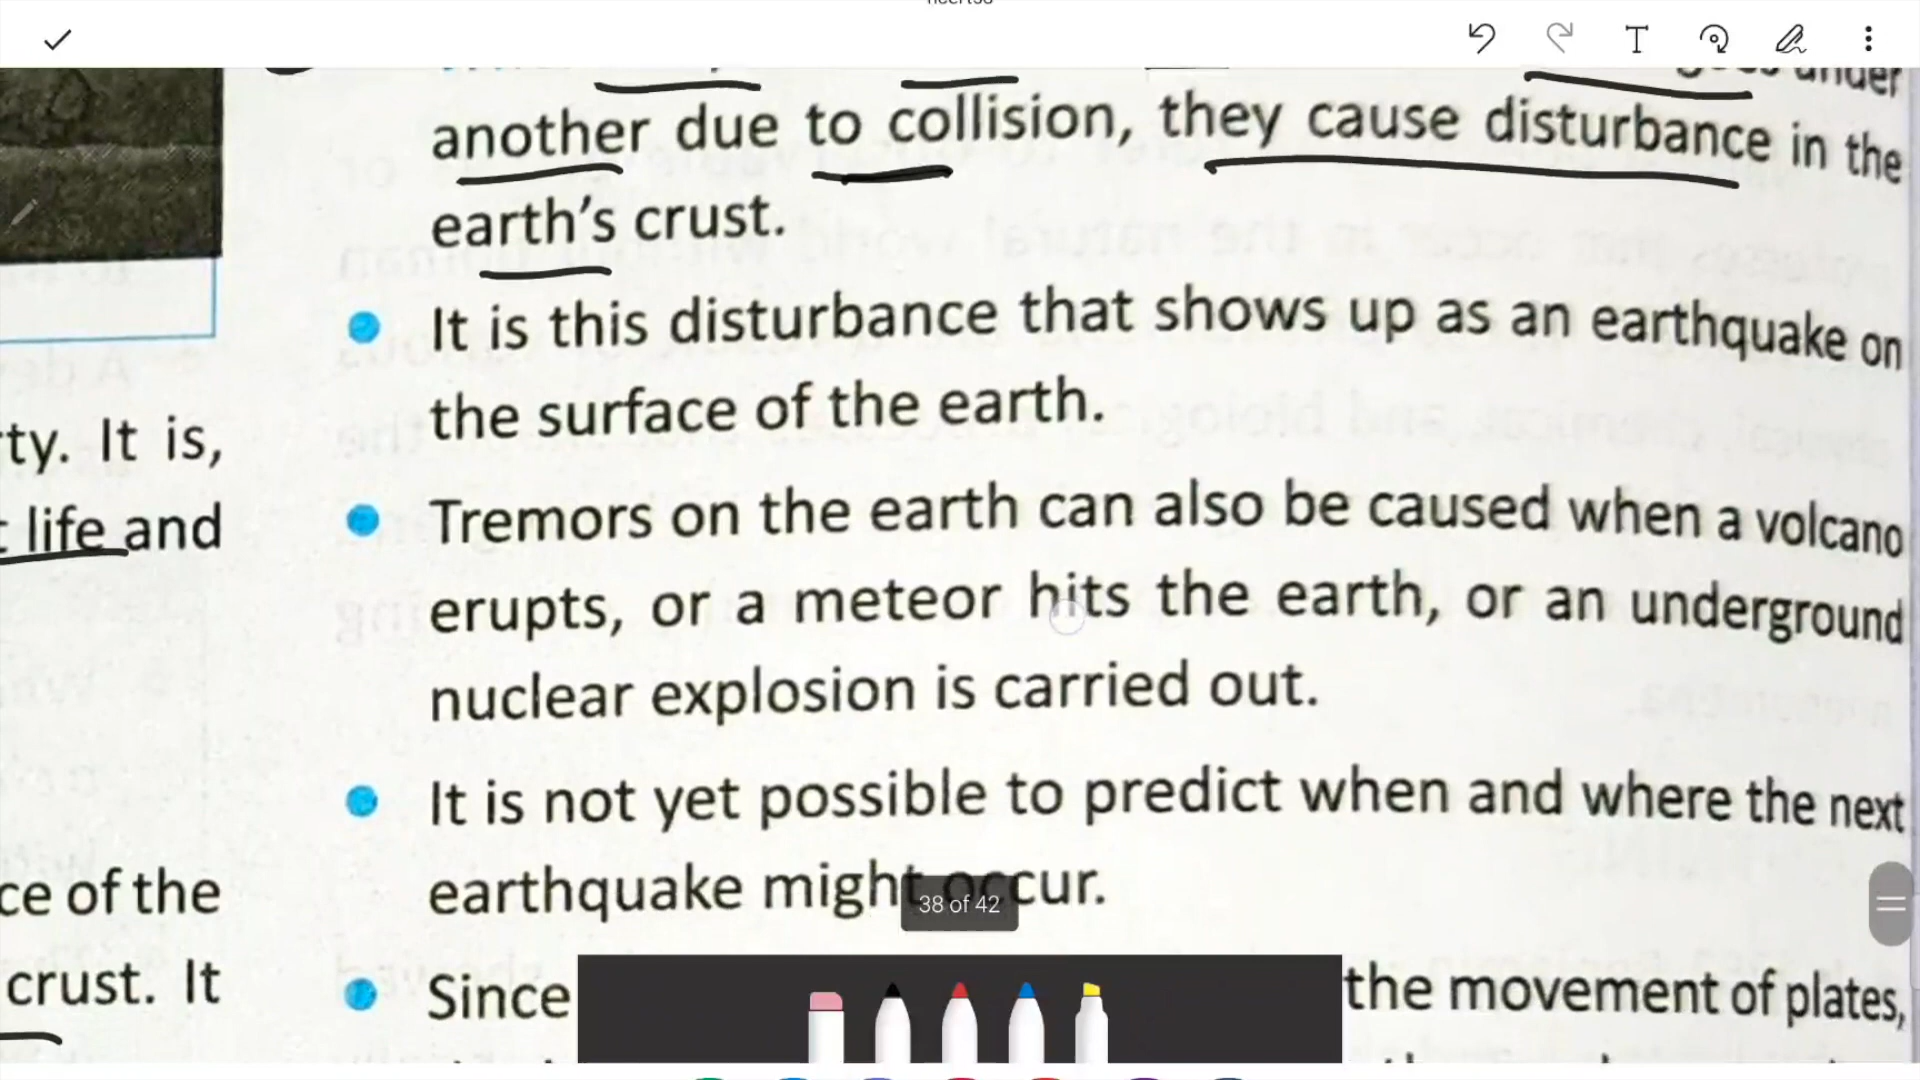 T
under
another due to collision, they cause disturbance in the
earth's crust.
It is this disturbance that shows up as an earthquake on
the surface of the earth.
ty. It is,
life and
Tremors on the earth can also be caused when a volcano
erupts, or a meteor hits the earth, or an underground
nuclear explosion is carried out.
It is not yet possible to predict when and where the next
earthquake might occur.
38 of 42
ce of the
crust. It
Since the movement of plates,